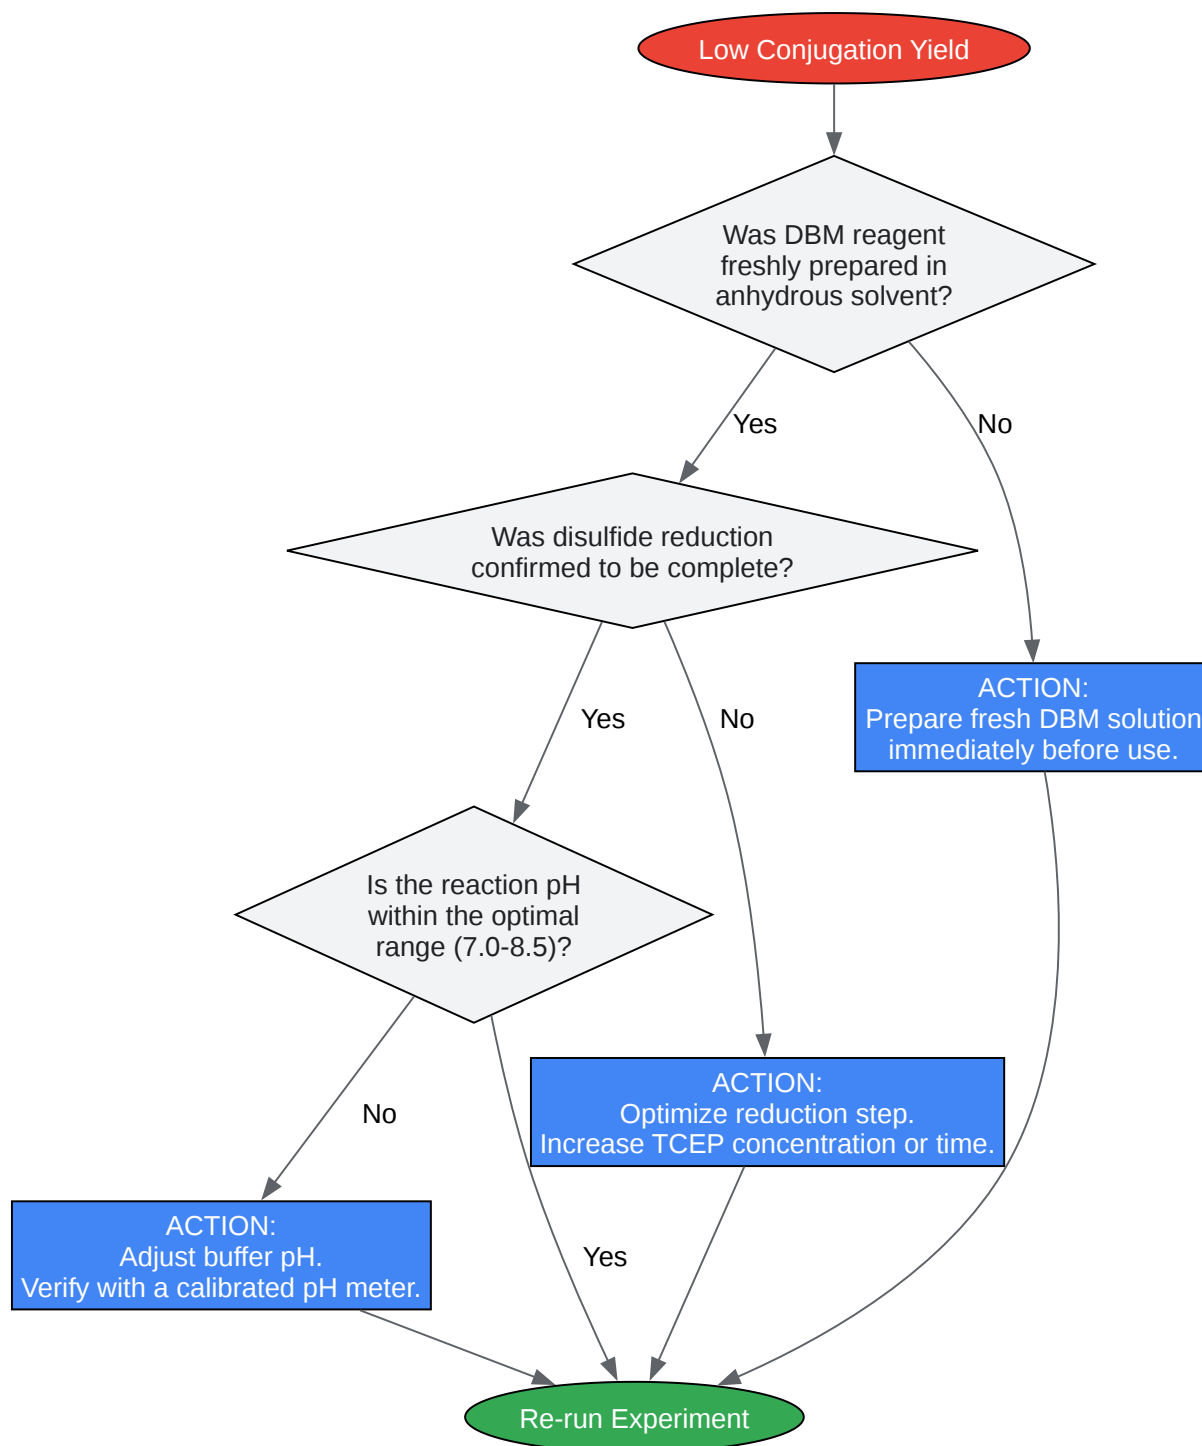 Low Conjugation Yield
Was DBM reagent
freshly prepared in
anhydrous solvent?
Yes
No
Was disulfide reduction
confirmed to be complete?
Yes
No
ACTION:
Prepare fresh DBM solution
immediately before use.
Is the reaction pH
within the optimal
range (7.0-8.5)?
No
Yes
ACTION:
Optimize reduction step.
Increase TCEP concentration or time.
ACTION:
Adjust buffer pH.
Verify with a calibrated pH meter.
Re-run Experiment